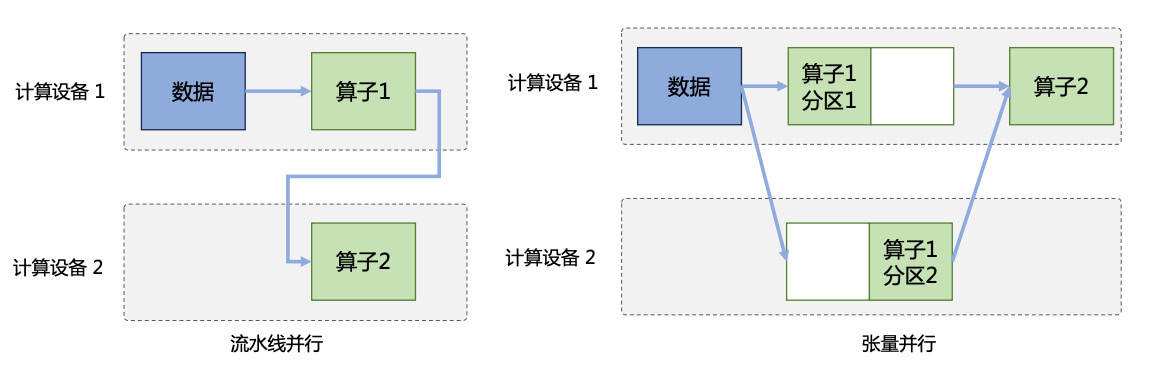 计算设备 1
数据
算子1
计算设备 2
算子2
流水线并行
计算设备 1
数据
算子1
分区1
算子2
计算设备 2
算子1
分区2
张量并行